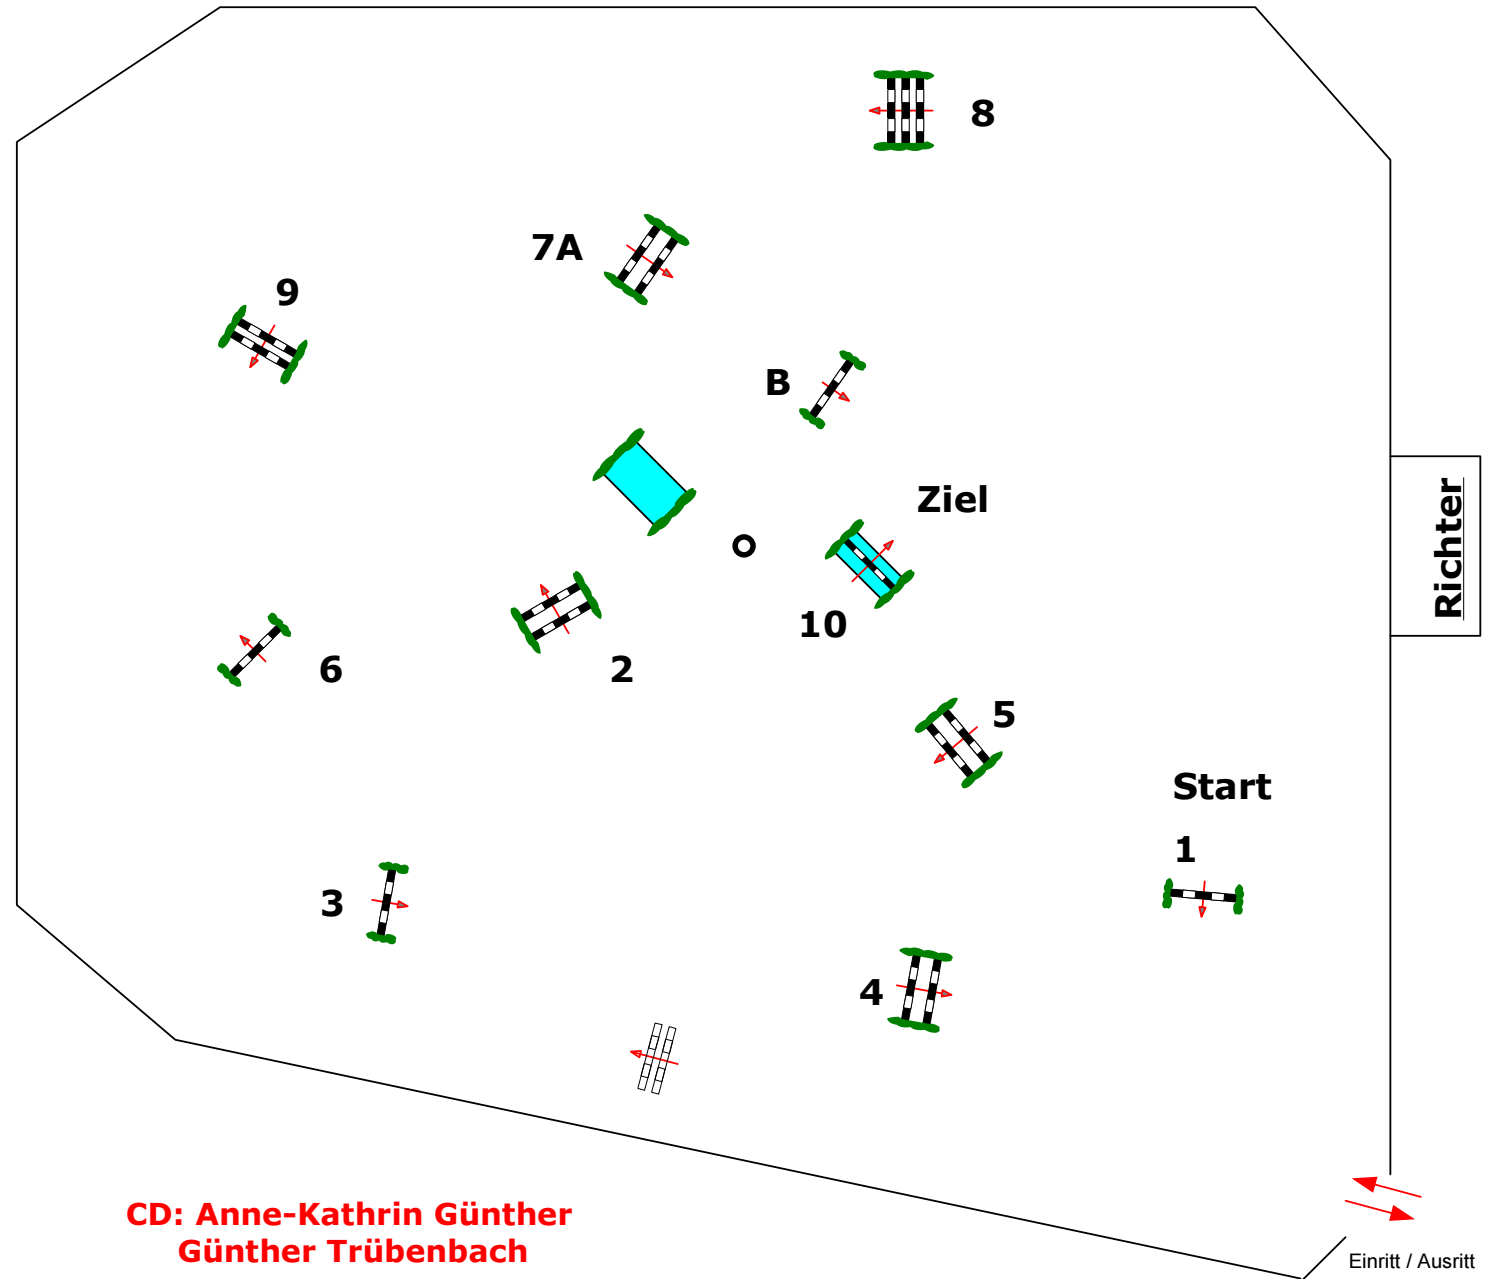 8
7A
9
B
Ziel
Richter
10
6
2
5
Start
1
3
4
CD: Anne-Kathrin Günther
Günther Trübenbach
Einritt / Ausritt